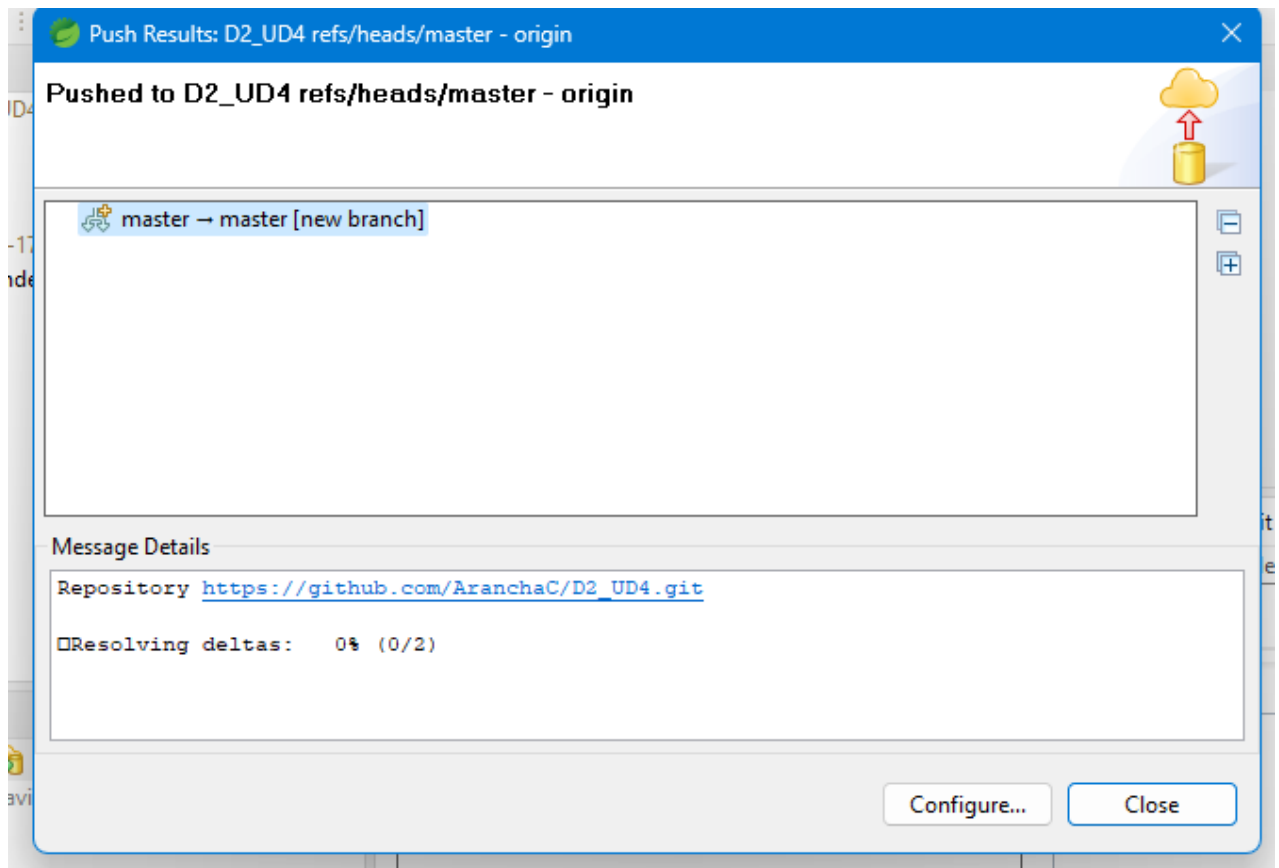 Push Results: D2_UD4 refs/heads/master - origin
Pushed to D2_UD4 refs/heads/master - origin
master → master [new branch]
Message Details
Repository https://github.com/AranchaC/D2_UD4.git
Resolving deltas:   0% (0/2)
Configure...
Close